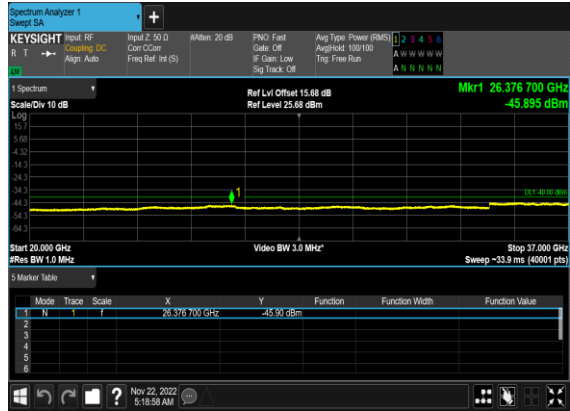 Spectrum Analyzer 1
Swept SA
KEYSIGHT Input: RF Input Z: 50 Ω #Atten: 20 dB PNO: Fast Avg Type: Power (RMS) 1 2 3 4 5 6
R T Coupling: DC Corr CCorr Gate: Off Avg|Hold: 100/100 A W W W W W
Align: Auto Freq Ref: Int (S) IF Gain: Low Trig: Free Run
Sig Track: Off A N N N N N
LXI
1 Spectrum Ref Lvl Offset 15.68 dB Mkr1 26.376 700 GHz
Scale/Div 10 dB Ref Level 25.68 dBm -45.895 dBm
Log
15.7
5.68
-4.32
-14.3
-24.3
-34.3 1 DL1 -40.00 dBm
-44.3
-54.3
-64.3
Start 20.000 GHz Video BW 3.0 MHz* Stop 37.000 GHz
#Res BW 1.0 MHz Sweep ~33.9 ms (40001 pts)
5 Marker Table
Mode Trace Scale X Y Function Function Width Function Value
1 N 1 f 26.376 700 GHz -45.90 dBm
2
3
4
5
6
? Nov 22, 2022
5:18:58 AM